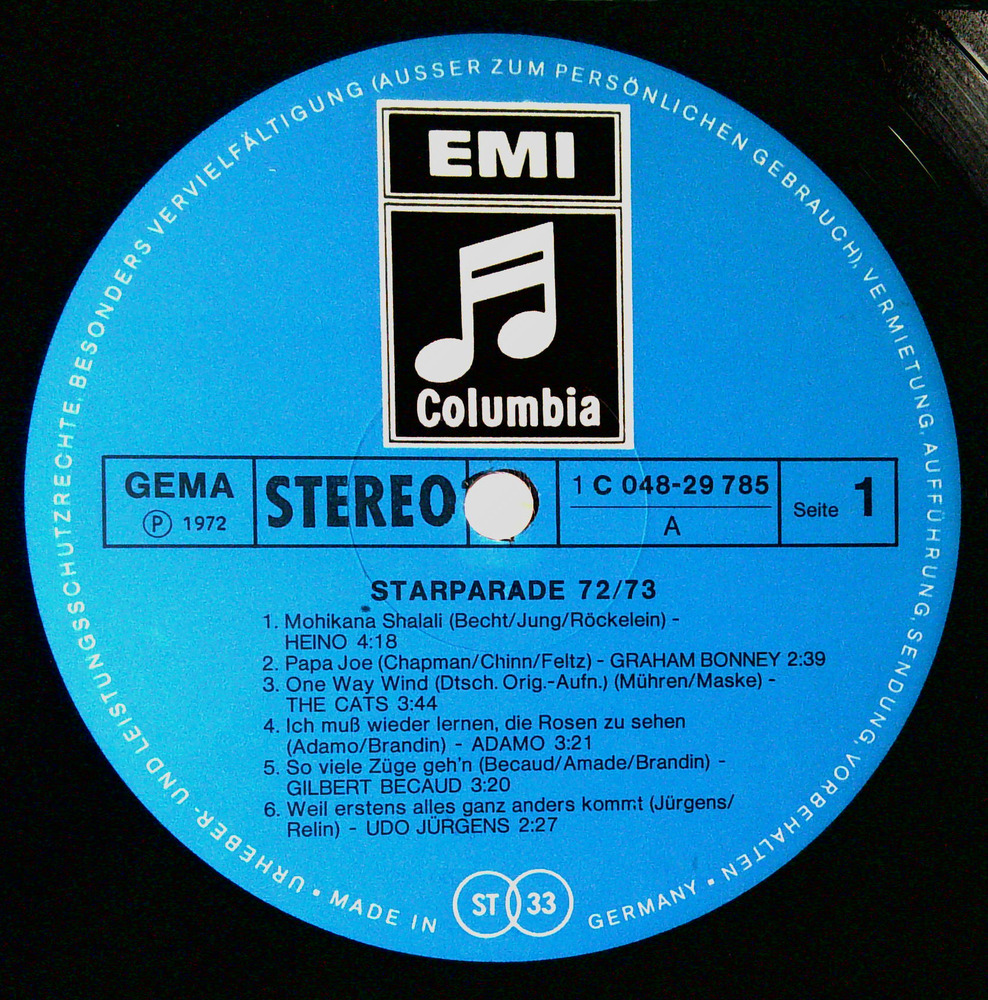 URHEBER- UND LEISTUNGSSCHUTZRECHTE, BESONDERS VERVIELFÄLTIGUNG (AUSSER ZUM PERSÖNLICHEN GEBRAUCH), VERMIETUNG, AUFFÜHRUNG, SENDUNG, VORBEHALTEN •
EMI
Columbia
GEMA
Ⓟ 1972
STEREO
1 C 048-29 785
A
Seite 1
STARPARADE 72/73
1. Mohikana Shalali (Becht/Jung/Röckelein) -
HEINO 4:18
2. Papa Joe (Chapman/Chinn/Feltz) - GRAHAM BONNEY 2:39
3. One Way Wind (Dtsch. Orig.-Aufn.) (Mühren/Maske) -
THE CATS 3:44
4. Ich muß wieder lernen, die Rosen zu sehen
(Adamo/Brandin) - ADAMO 3:21
5. So viele Züge geh'n (Becaud/Amade/Brandin) -
GILBERT BECAUD 3:20
6. Weil erstens alles ganz anders kommt (Jürgens/
Relin) - UDO JÜRGENS 2:27
• MADE IN GERMANY
ST 33